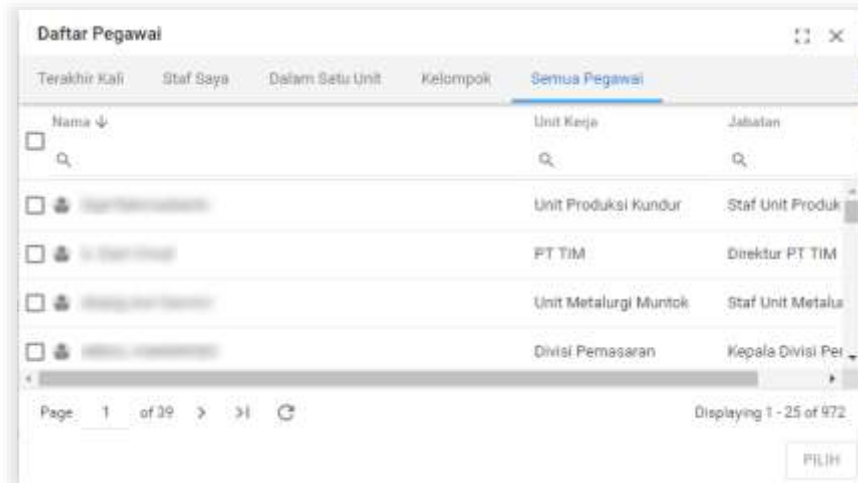 Daftar Pegawai
Terakhir Kali Staf Saya Dalam Satu Unit Kelompok Semua Pegawai
Nama Unit Kerja Jabatan
Unit Produksi Kundur Staf Unit Produk
PT TIM Direktur PT TIM
Unit Metalurgi Muntok Staf Unit Metalu
Divisi Pemasaran Kepala Divisi Per
Page 1 of 39
Displaying 1 - 25 of 972
PILIH